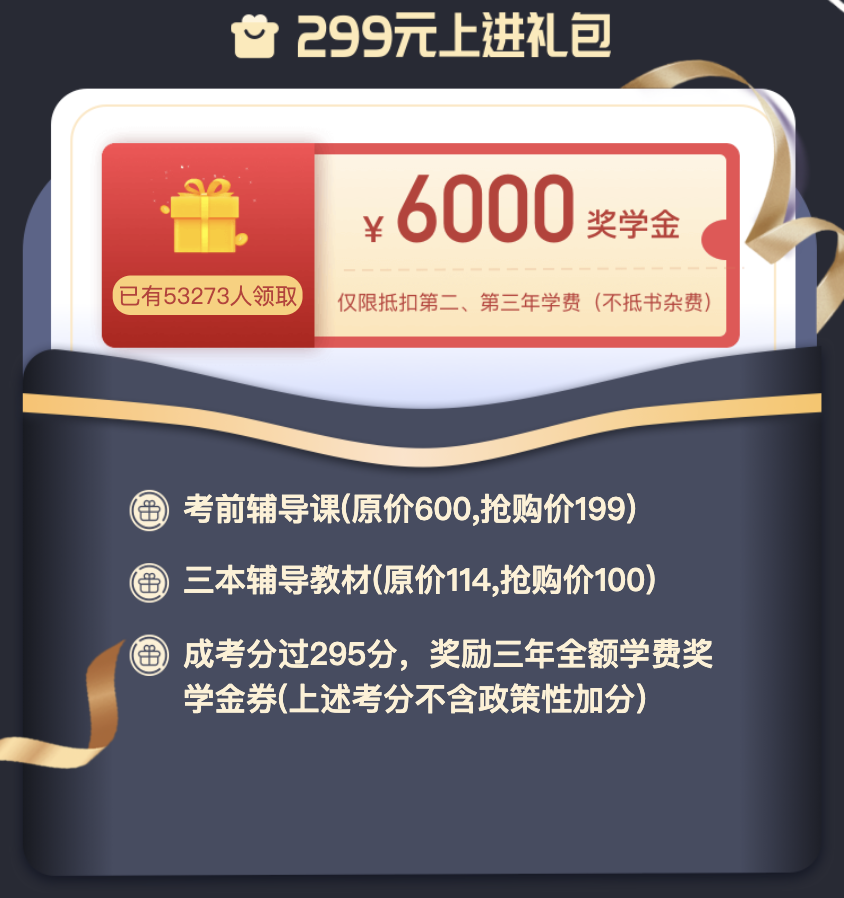 299元上进礼包
¥6000奖学金
已有53273人领取
仅限抵扣第二、第三年学费（不抵书杂费）
考前辅导课(原价600,抢购价199)
三本辅导教材(原价114,抢购价100)
成考分过295分，奖励三年全额学费奖
学金券(上述考分不含政策性加分)